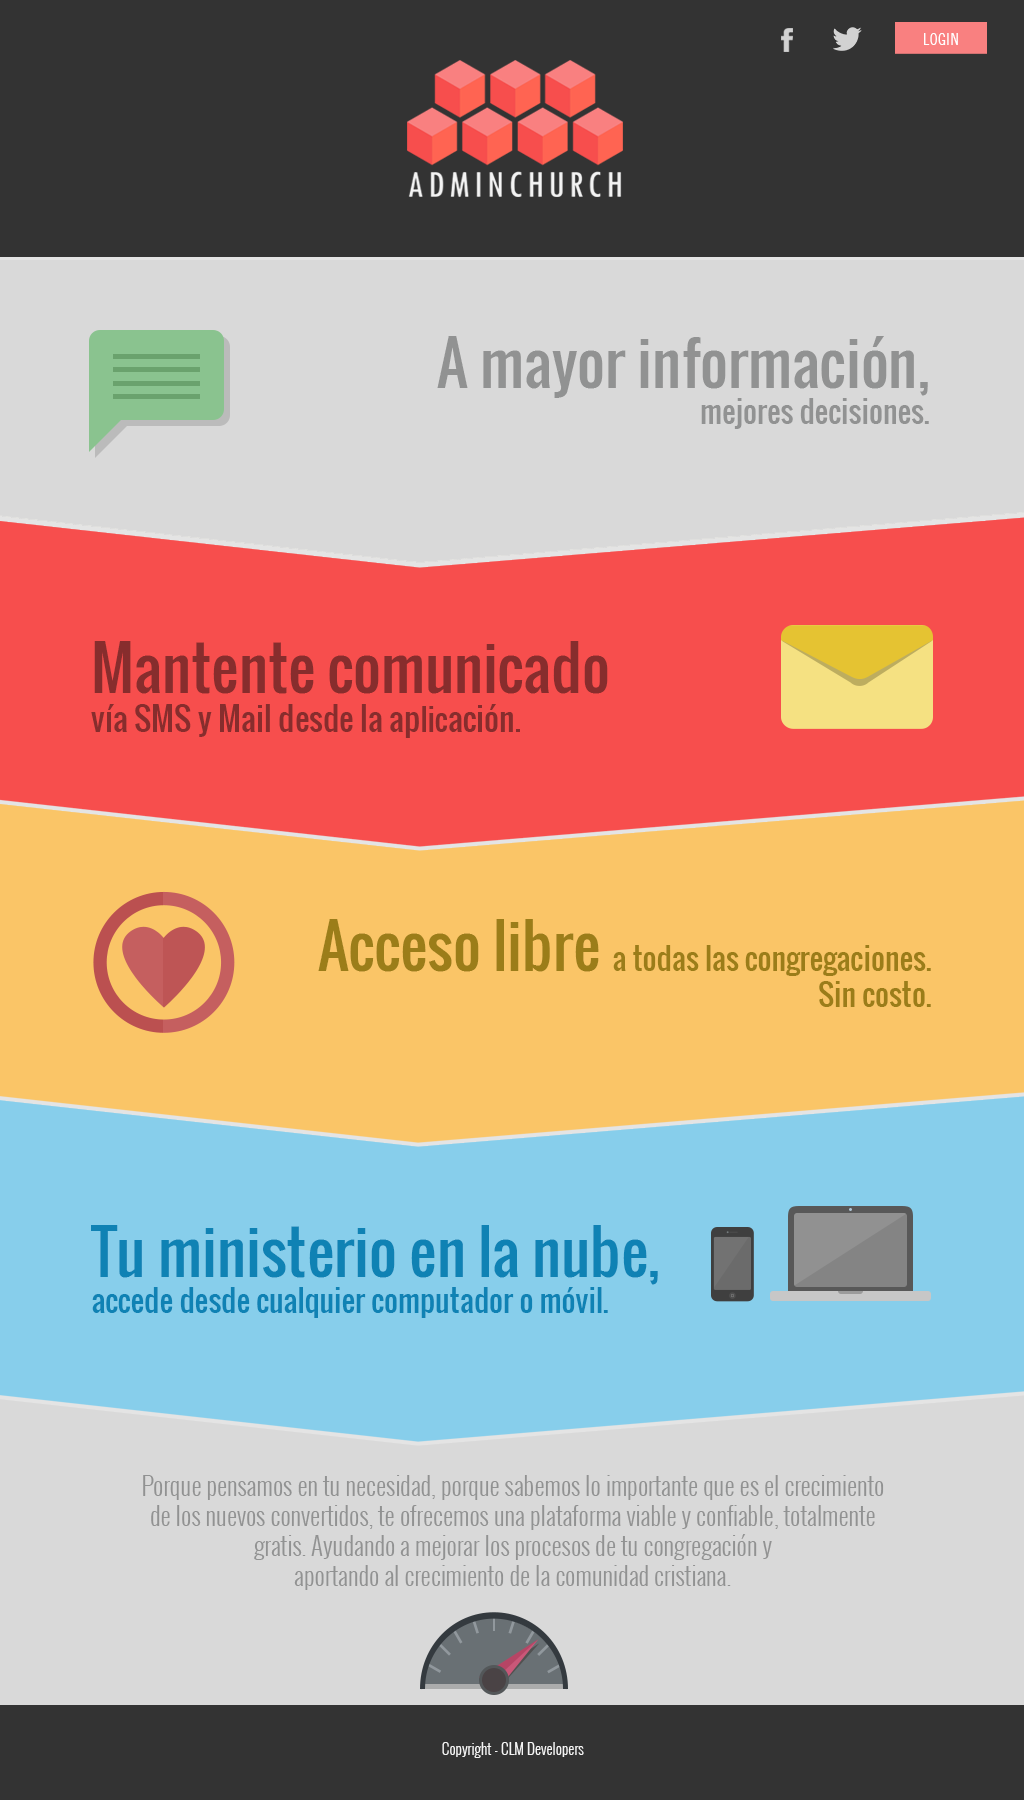 LOGIN
ADMINCHURCH
A mayor información,
mejores decisiones.
Mantente comunicado
vía SMS y Mail desde la aplicación.
Acceso libre a todas las congregaciones.
Sin costo.
Tu ministerio en la nube,
accede desde cualquier computador o móvil.
Porque pensamos en tu necesidad, porque sabemos lo importante que es el crecimiento
de los nuevos convertidos, te ofrecemos una plataforma viable y confiable, totalmente
gratis. Ayudando a mejorar los procesos de tu congregación y
aportando al crecimiento de la comunidad cristiana.
Copyright - CLM Developers